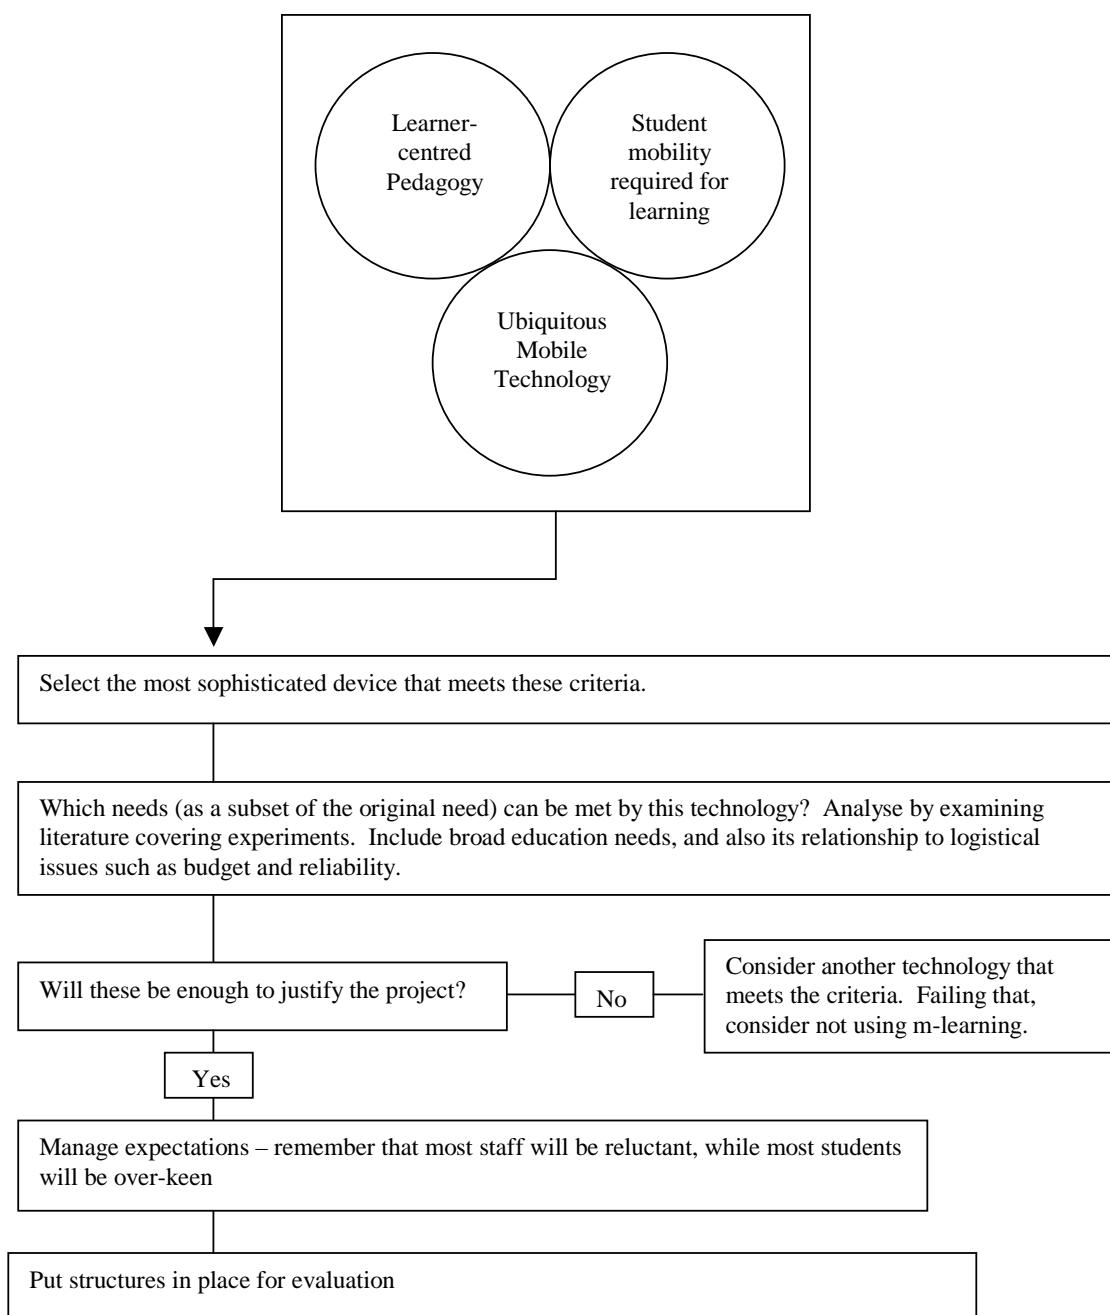 Learner-
centred
Pedagogy
Student
mobility
required for
learning
Ubiquitous
Mobile
Technology
Select the most sophisticated device that meets these criteria.
Which needs (as a subset of the original need) can be met by this technology?  Analyse by examining
literature covering experiments.  Include broad education needs, and also its relationship to logistical
issues such as budget and reliability.
Will these be enough to justify the project?
No
Consider another technology that
meets the criteria.  Failing that,
consider not using m-learning.
Yes
Manage expectations – remember that most staff will be reluctant, while most students
will be over-keen
Put structures in place for evaluation